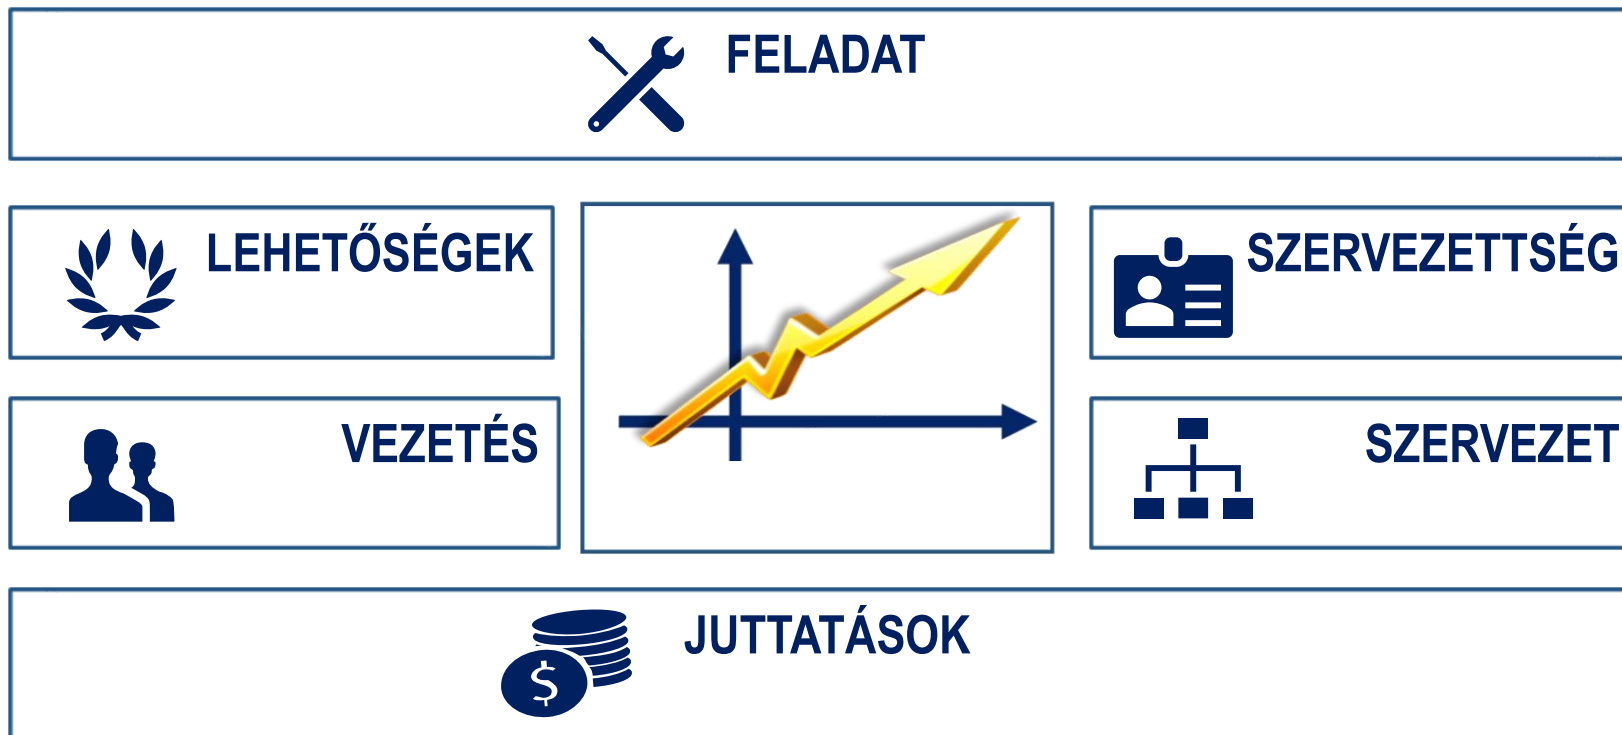 FELADAT
LEHETŐSÉGEK
SZERVEZETTSÉG
VEZETÉS
SZERVEZET
JUTTATÁSOK
$